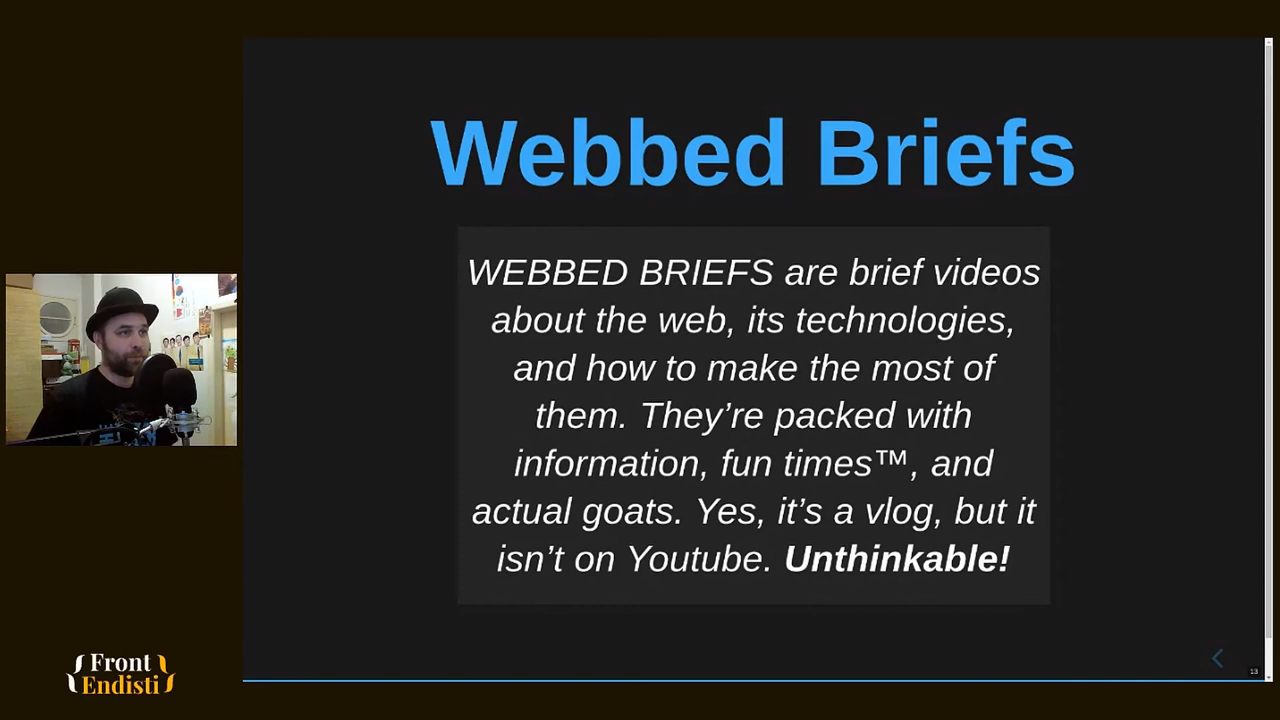 Webbed Briefs
WEBBED BRIEFS are brief videos
about the web, its technologies,
and how to make the most of
them. They’re packed with
information, fun times™, and
actual goats. Yes, it’s a vlog, but it
isn’t on Youtube. Unthinkable!
13
Front
Endisti